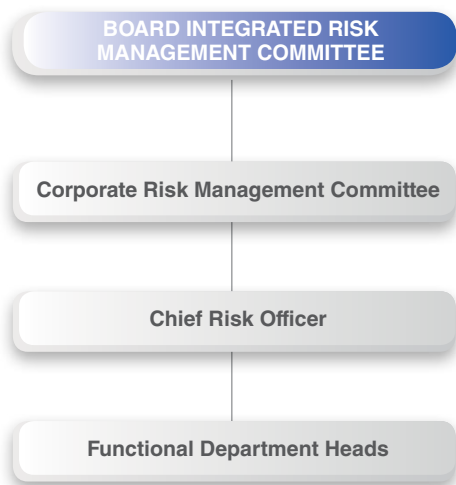 BOARD INTEGRATED RISK
MANAGEMENT COMMITTEE
Corporate Risk Management Committee
Chief Risk Officer
Functional Department Heads